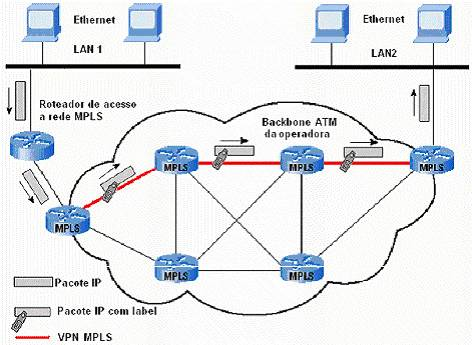 Ethernet
Ethernet
LAN 1
LAN2
Roteador de acesso
a rede MPLS
Backbone ATM
da operadora
MPLS
MPLS
MPLS
MPLS
MPLS
MPLS
Pacote IP
Pacote IP com label
VPN MPLS